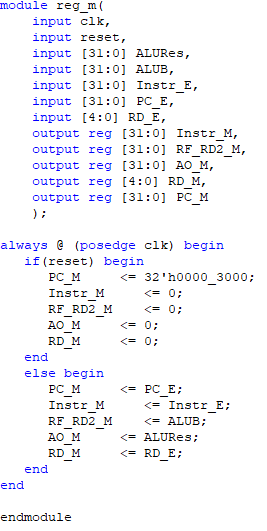 module reg_m(
    input clk,
    input reset,
    input [31:0] ALURes,
    input [31:0] ALUB,
    input [31:0] Instr_E,
    input [31:0] PC_E,
    input [4:0] RD_E,
    output reg [31:0] Instr_M,
    output reg [31:0] RF_RD2_M,
    output reg [31:0] AO_M,
    output reg [4:0] RD_M,
    output reg [31:0] PC_M
    );
always @ (posedge clk) begin
   if(reset) begin
      PC_M     <= 32'h0000_3000;
      Instr_M     <= 0;
      RF_RD2_M     <= 0;
      AO_M     <= 0;
      RD_M     <= 0;
   end
   else begin
      PC_M     <= PC_E;
      Instr_M     <= Instr_E;
      RF_RD2_M    <= ALUB;
      AO_M     <= ALURes;
      RD_M     <= RD_E;
   end
end
endmodule